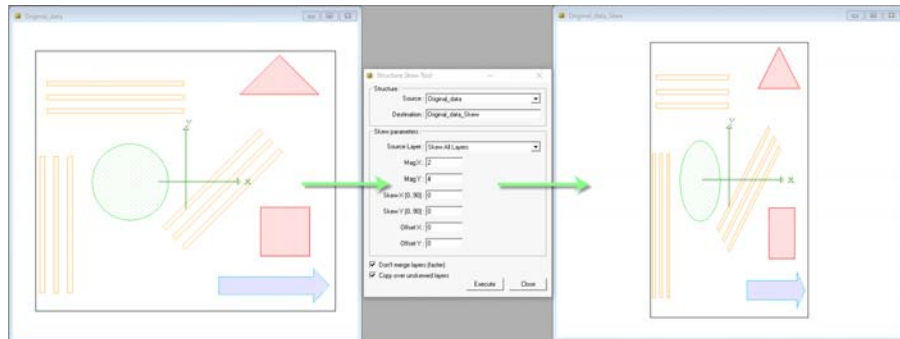 Original_data
Y
X
Structure Skew Tool
Structure
Source: Original_data
Destination: Original_data_Skew
Skew parameters
Source Layer: Skew All Layers
Mag X: 2
Mag Y: 4
Skew X [0, 90]: 0
Skew Y [0, 90]: 0
Offset X: 0
Offset Y: 0
Don't merge layers (faster)
Copy over unskewed layers
Execute Close
Original_data_Skew
Y
X